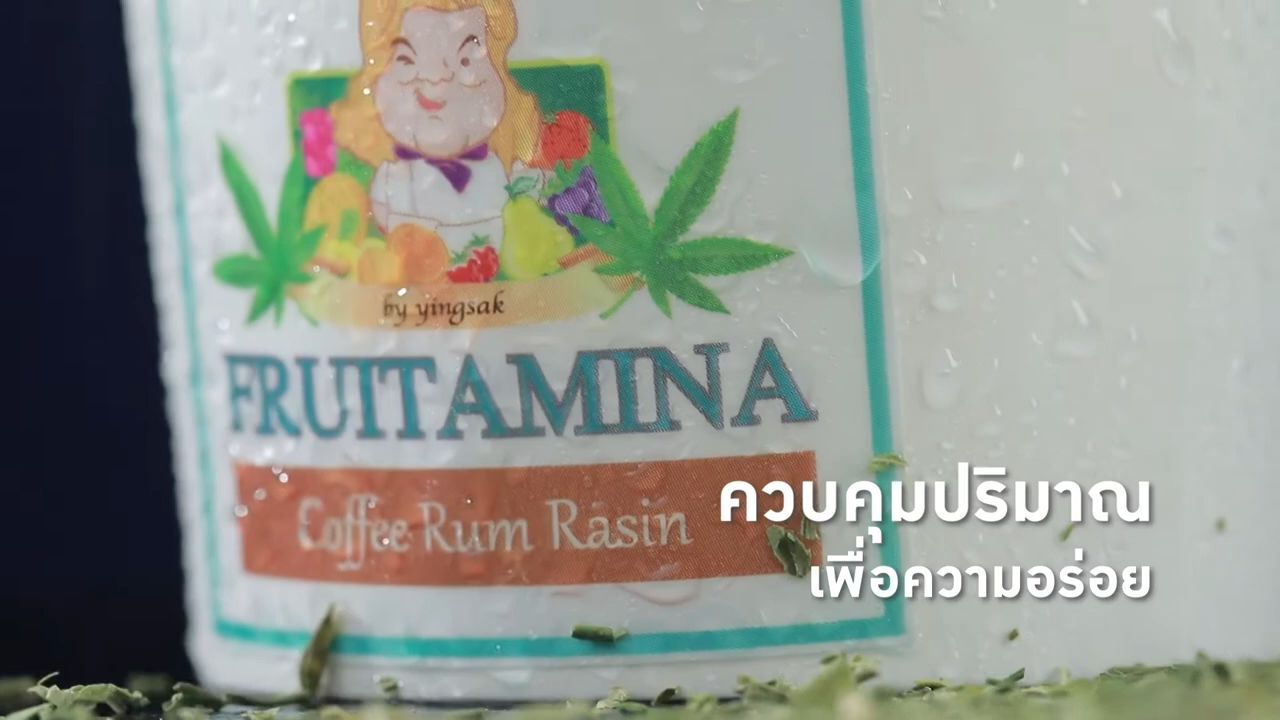 by yingsak
FRUITAMINA
Coffee Rum Rasin
ควบคุมปริมาณ
เพื่อความอร่อย